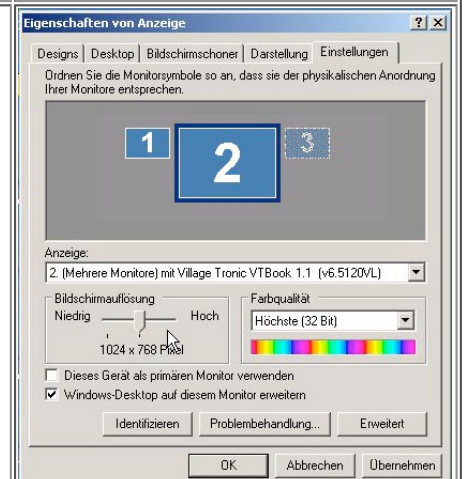 Eigenschaften von Anzeige
Designs Desktop Bildschirmschoner Darstellung Einstellungen
Ordnen Sie die Monitorsymbole so an, dass sie der physikalischen Anordnung
Ihrer Monitore entsprechen.
1 2 3
Anzeige:
2. (Mehrere Monitore) mit Village Tronic VTBook 1.1 (v6.5120VL)
Bildschirmauflösung
Niedrig Hoch
1024 x 768 Pixel
Farbqualität
Höchste (32 Bit)
Dieses Gerät als primären Monitor verwenden
Windows-Desktop auf diesem Monitor erweitern
Identifizieren Problembehandlung... Erweitert
OK Abbrechen Übernehmen